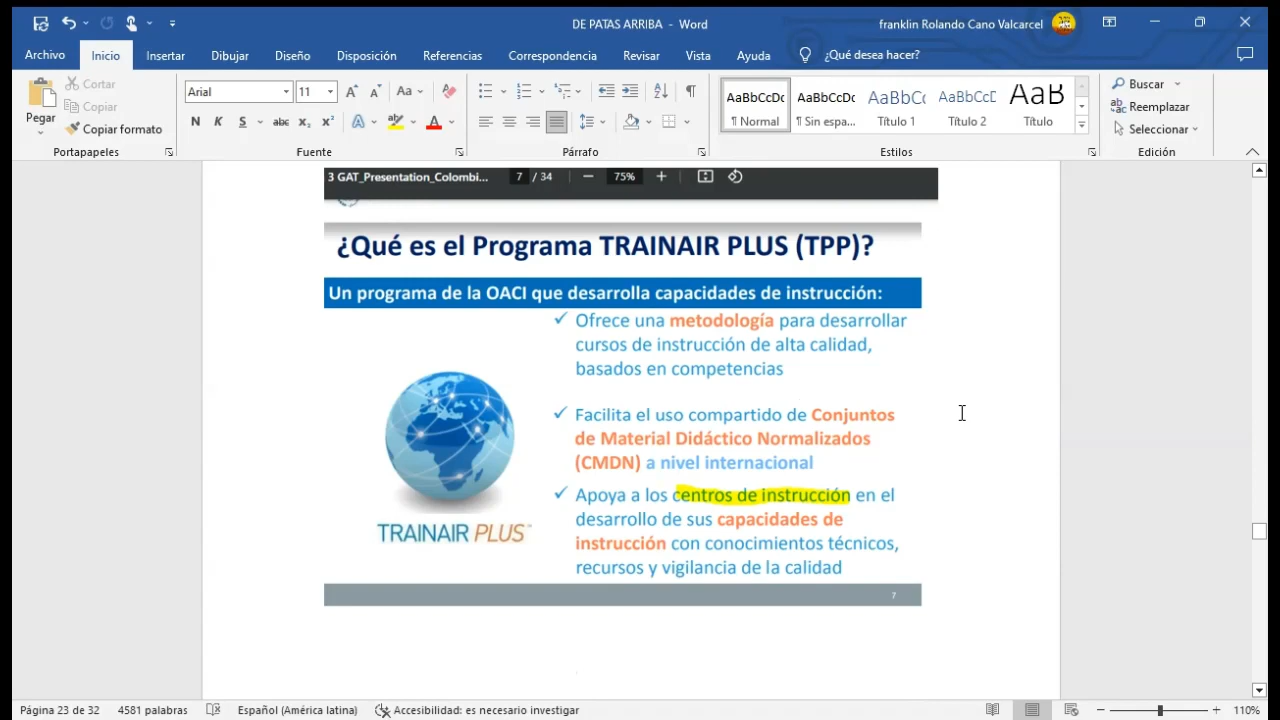 DE PATAS ARRIBA - Word
franklin Rolando Cano Valcarcel
Archivo Inicio Insertar Dibujar Diseño Disposición Referencias Correspondencia Revisar Vista Ayuda ¿Qué desea hacer?
Pegar
Cortar
Copiar
Copiar formato
Portapapeles
Arial 11
N K S abc x₂ x²
Fuente
Párrafo
AaBbCcDc AaBbCcDc AaBbCc AaBbCcD AaB
¶ Normal ¶ Sin espa... Título 1 Título 2 Título
Estilos
Buscar
Reemplazar
Seleccionar
Edición
3 GAT_Presentation_Colombi... 7 / 34 75%
¿Qué es el Programa TRAINAIR PLUS (TPP)?
Un programa de la OACI que desarrolla capacidades de instrucción:
Ofrece una metodología para desarrollar
cursos de instrucción de alta calidad,
basados en competencias
Facilita el uso compartido de Conjuntos
de Material Didáctico Normalizados
(CMDN) a nivel internacional
Apoya a los centros de instrucción en el
desarrollo de sus capacidades de
instrucción con conocimientos técnicos,
recursos y vigilancia de la calidad
TRAINAIR PLUS™
7
Página 23 de 32 4581 palabras Español (América latina) Accesibilidad: es necesario investigar 110%